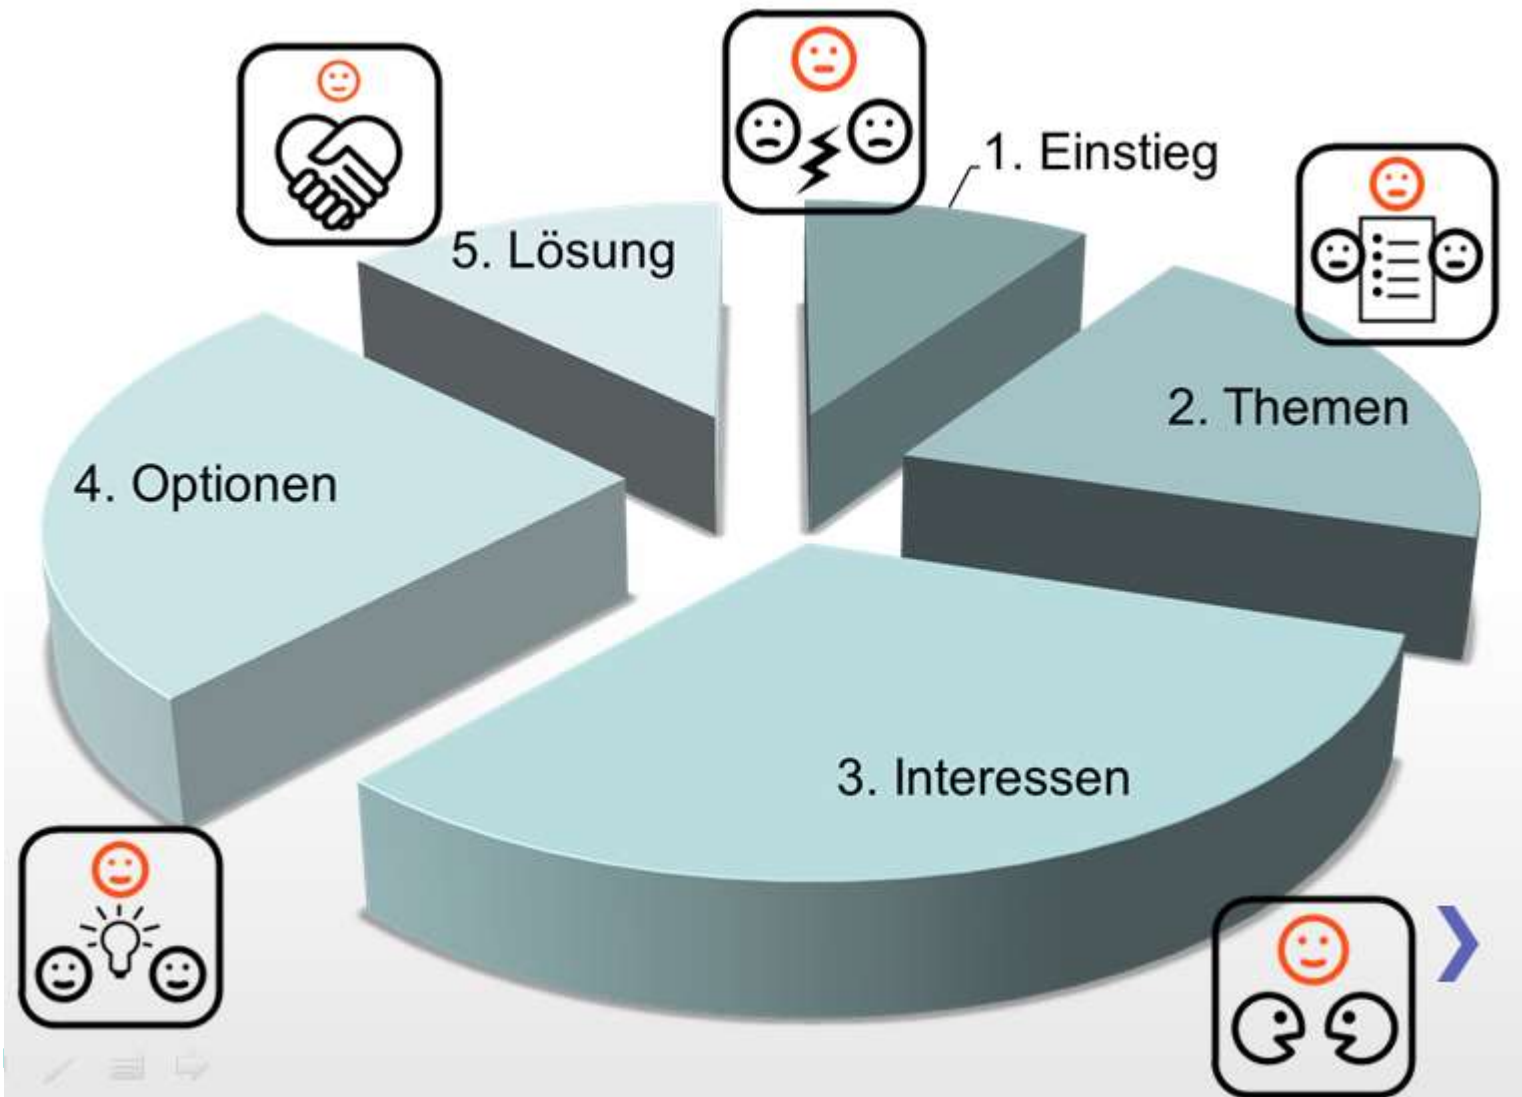 1. Einstieg
2. Themen
3. Interessen
4. Optionen
5. Lösung